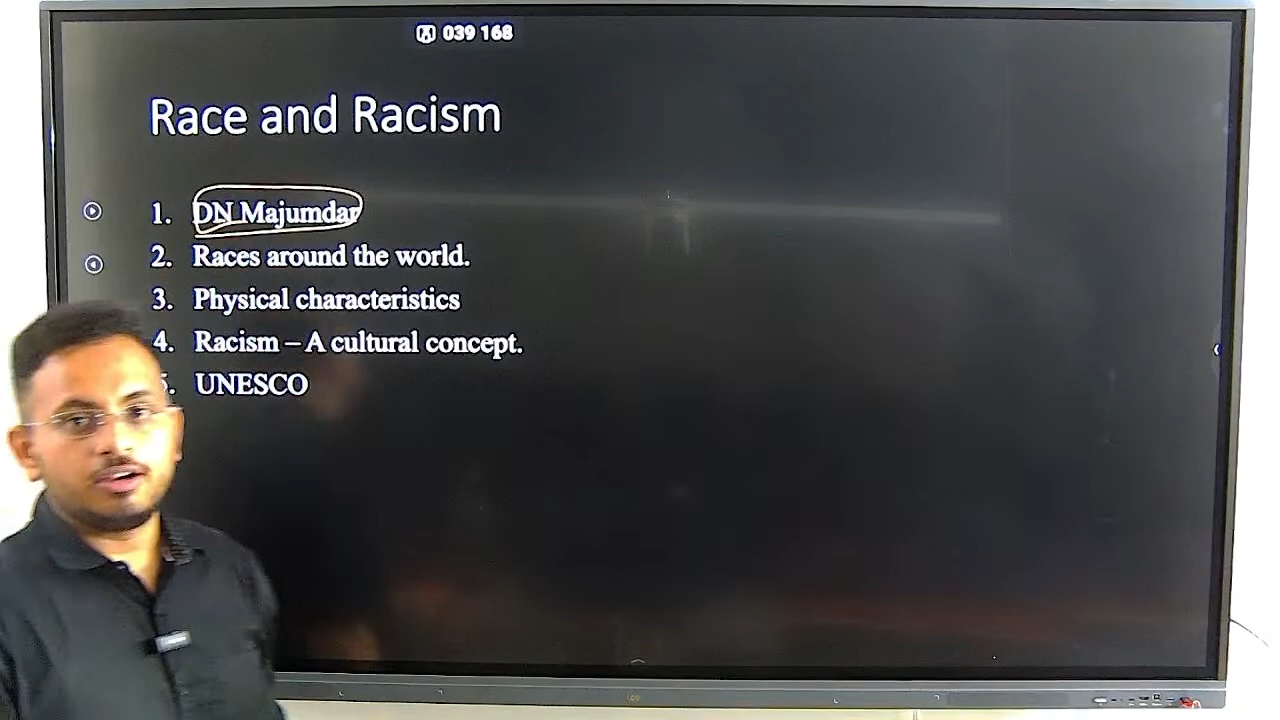 039 168
Race and Racism
1. DN Majumdar
2. Races around the world.
3. Physical characteristics
4. Racism – A cultural concept.
5. UNESCO